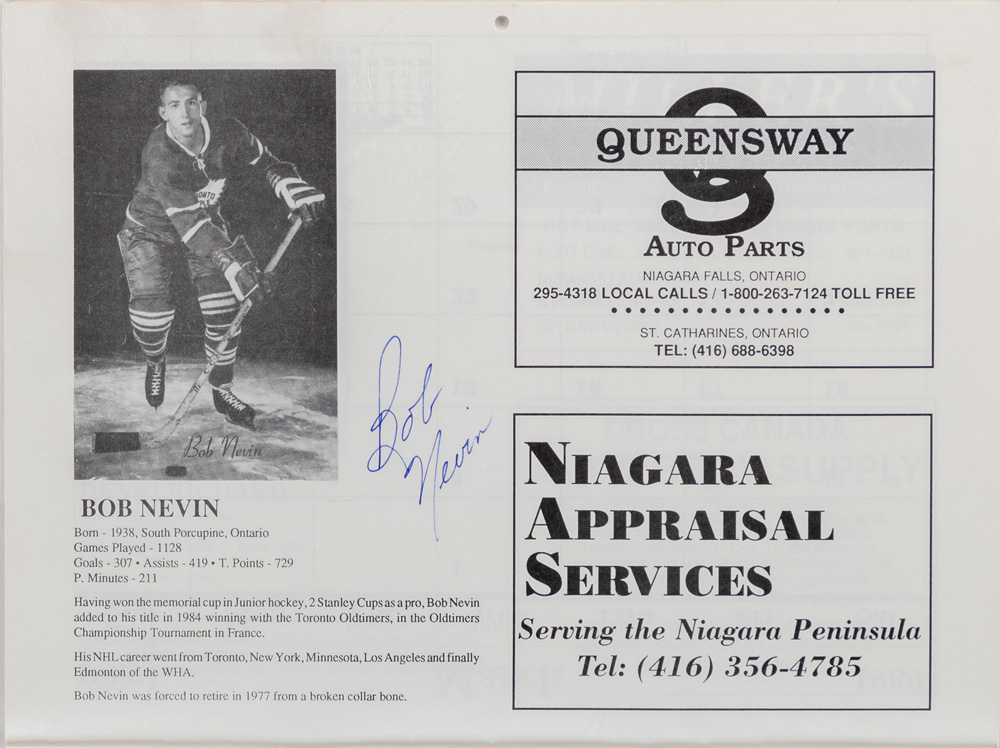 TORONTO
Bob Nevin
Bob
Nevin
BOB NEVIN
Born - 1938, South Porcupine, Ontario
Games Played - 1128
Goals - 307 • Assists - 419 • T. Points - 729
P. Minutes - 211
Having won the memorial cup in Junior hockey, 2 Stanley Cups as a pro, Bob Nevin
added to his title in 1984 winning with the Toronto Oldtimers, in the Oldtimers
Championship Tournament in France.
His NHL career went from Toronto, New York, Minnesota, Los Angeles and finally
Edmonton of the WHA.
Bob Nevin was forced to retire in 1977 from a broken collar bone.
QUEENSWAY
AUTO PARTS
NIAGARA FALLS, ONTARIO
295-4318 LOCAL CALLS / 1-800-263-7124 TOLL FREE
ST. CATHARINES, ONTARIO
TEL: (416) 688-6398
NIAGARA
APPRAISAL
SERVICES
Serving the Niagara Peninsula
Tel: (416) 356-4785